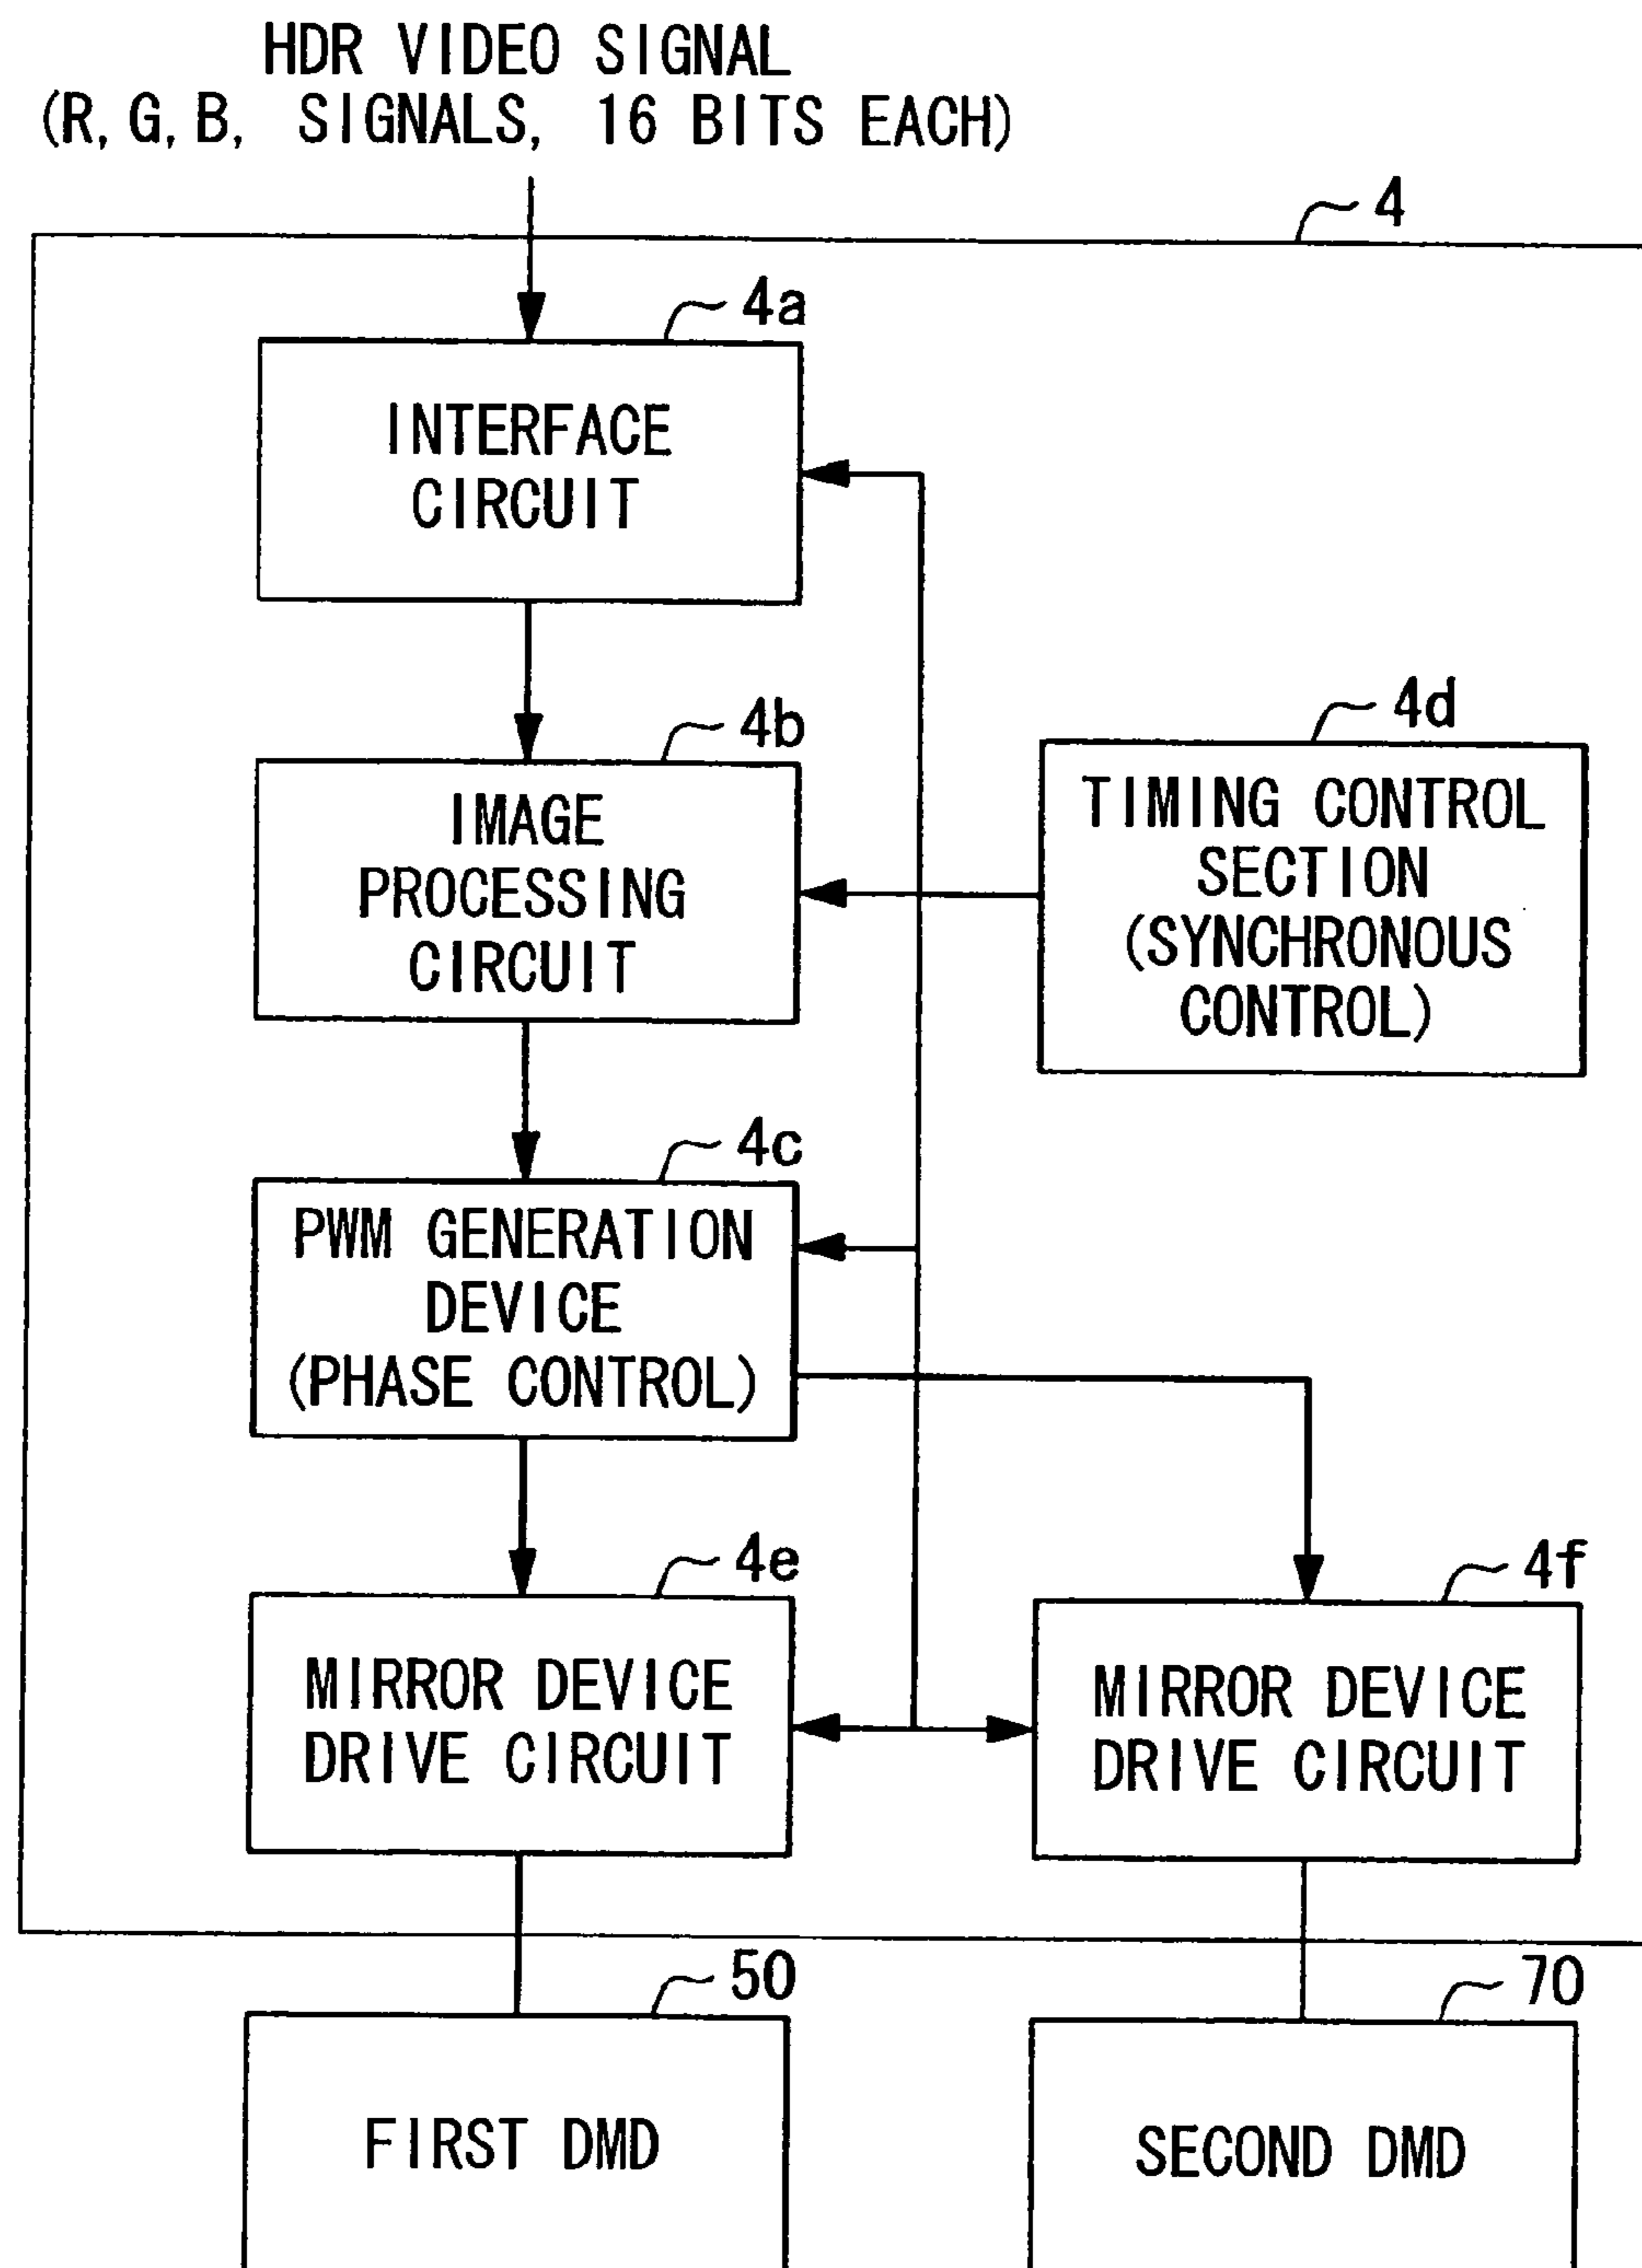 HDR VIDEO SIGNAL
(R, G, B, SIGNALS, 16 BITS EACH)
4
4a
INTERFACE
CIRCUIT
4b
IMAGE
PROCESSING
CIRCUIT
4d
TIMING CONTROL
SECTION
(SYNCHRONOUS
CONTROL)
4c
PWM GENERATION
DEVICE
(PHASE CONTROL)
4e
MIRROR DEVICE
DRIVE CIRCUIT
4f
MIRROR DEVICE
DRIVE CIRCUIT
50
FIRST DMD
70
SECOND DMD